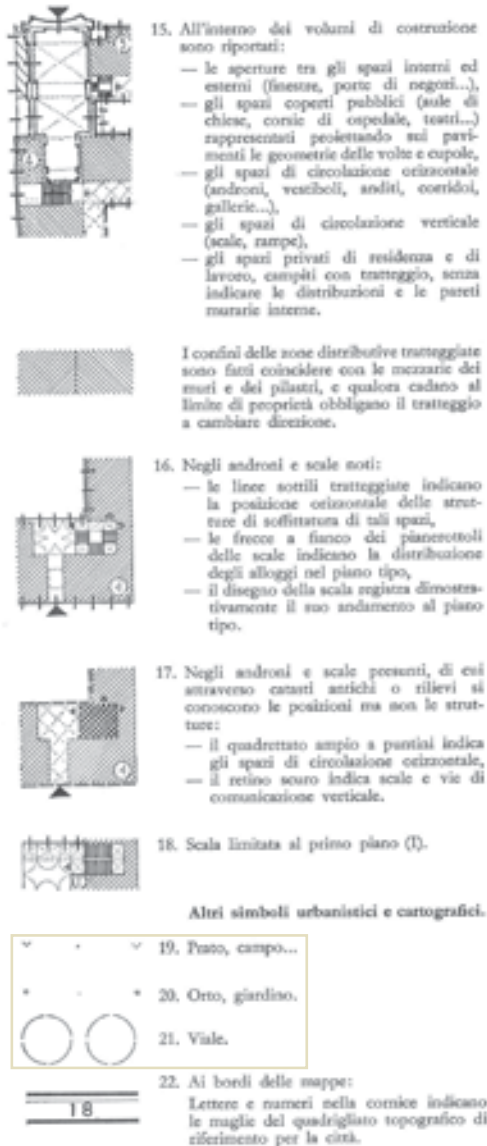 15. All'interno dei volumi di costruzione
sono riportati:
— le aperture tra gli spazi interni ed
esterni (finestre, porte di negozi...),
— gli spazi coperti pubblici (aule di
chiese, corsie di ospedale, teatri...)
rappresentati proiettando sui pavi-
menti le geometrie delle volte e cupole,
— gli spazi di circolazione orizzontale
(androni, vestiboli, anditi, corridoi,
gallerie...),
— gli spazi di circolazione verticale
(scale, rampe),
— gli spazi privati di residenza e di
lavoro, campiti con tratteggio, senza
indicare le distribuzioni e le pareti
murarie interne.
I confini delle zone distributive tratteggiate
sono fatti coincidere con le mezzarie dei
muri e dei pilastri, e qualora cadano al
limite di proprietà obbligano il tratteggio
a cambiare direzione.
16. Negli androni e scale noti:
— le linee sottili tratteggiate indicano
la posizione orizzontale delle strut-
ture di soffittatura di tali spazi,
— le frecce a fianco dei pianerottoli
delle scale indicano la distribuzione
degli alloggi nel piano tipo,
— il disegno della scala registra dimostra-
tivamente il suo andamento al piano
tipo.
4
17. Negli androni e scale presunti, di cui
attraverso catasti antichi o rilievi si
conoscono le posizioni ma non le strut-
ture:
— il quadrettato ampio a puntini indica
gli spazi di circolazione orizzontale,
— il retino scuro indica scale e vie di
comunicazione verticale.
4
18. Scala limitata al primo piano (I).
Altri simboli urbanistici e cartografici.
19. Prato, campo...
20. Orto, giardino.
21. Viale.
22. Ai bordi delle mappe:
Lettere e numeri nella cornice indicano
le maglie del quadrigliato topografico di
riferimento per la città.
18